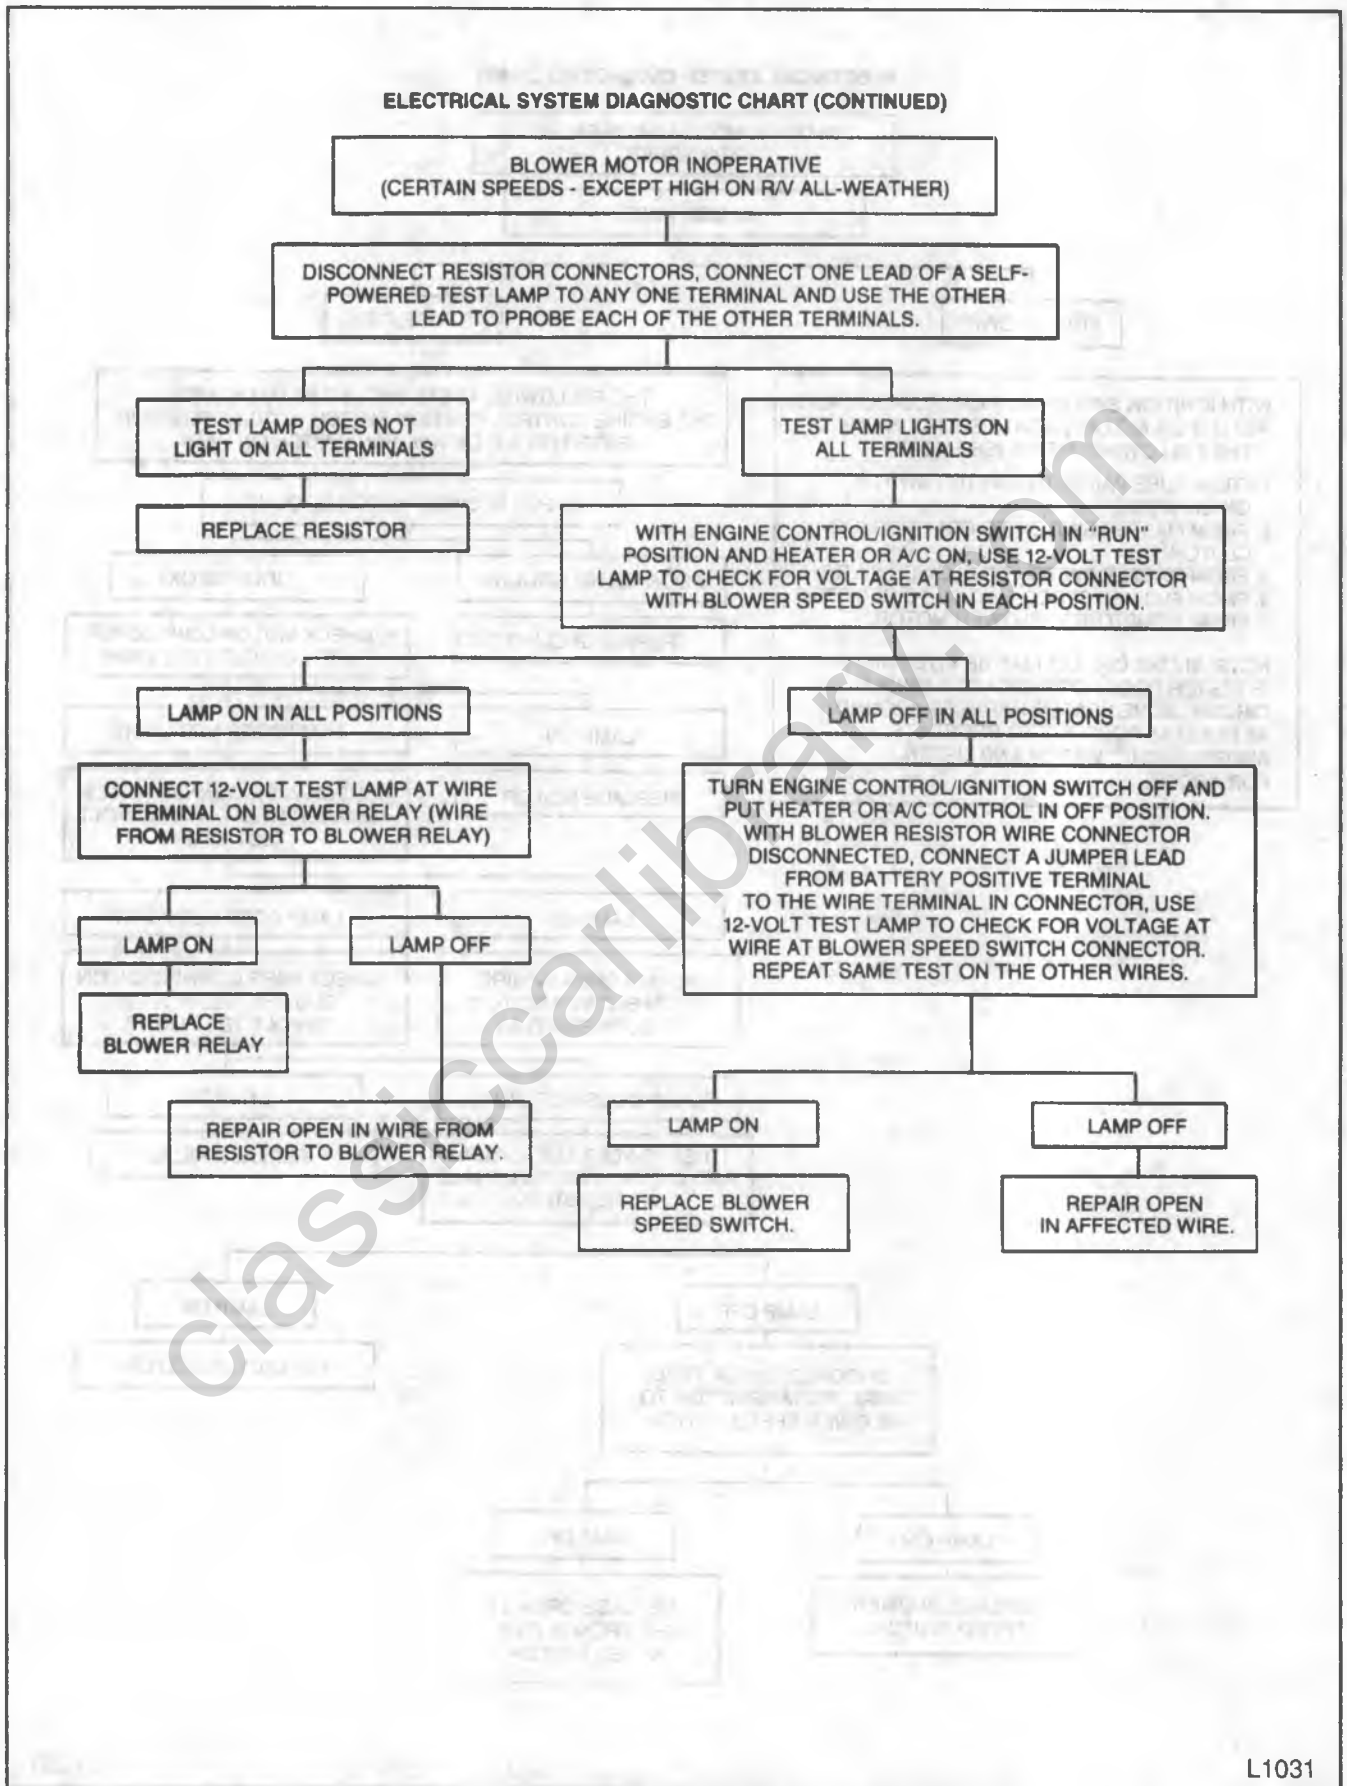 ELECTRICAL SYSTEM DIAGNOSTIC CHART (CONTINUED)
BLOWER MOTOR INOPERATIVE
(CERTAIN SPEEDS - EXCEPT HIGH ON R/V ALL-WEATHER)
DISCONNECT RESISTOR CONNECTORS, CONNECT ONE LEAD OF A SELF-
POWERED TEST LAMP TO ANY ONE TERMINAL AND USE THE OTHER
LEAD TO PROBE EACH OF THE OTHER TERMINALS.
TEST LAMP DOES NOT
LIGHT ON ALL TERMINALS
TEST LAMP LIGHTS ON
ALL TERMINALS
REPLACE RESISTOR
WITH ENGINE CONTROL/IGNITION SWITCH IN "RUN"
POSITION AND HEATER OR A/C ON, USE 12-VOLT TEST
LAMP TO CHECK FOR VOLTAGE AT RESISTOR CONNECTOR
WITH BLOWER SPEED SWITCH IN EACH POSITION.
LAMP ON IN ALL POSITIONS
LAMP OFF IN ALL POSITIONS
CONNECT 12-VOLT TEST LAMP AT WIRE
TERMINAL ON BLOWER RELAY (WIRE
FROM RESISTOR TO BLOWER RELAY)
TURN ENGINE CONTROL/IGNITION SWITCH OFF AND
PUT HEATER OR A/C CONTROL IN OFF POSITION.
WITH BLOWER RESISTOR WIRE CONNECTOR
DISCONNECTED, CONNECT A JUMPER LEAD
FROM BATTERY POSITIVE TERMINAL
TO THE WIRE TERMINAL IN CONNECTOR, USE
12-VOLT TEST LAMP TO CHECK FOR VOLTAGE AT
WIRE AT BLOWER SPEED SWITCH CONNECTOR.
REPEAT SAME TEST ON THE OTHER WIRES.
LAMP ON
LAMP OFF
REPLACE
BLOWER RELAY
REPAIR OPEN IN WIRE FROM
RESISTOR TO BLOWER RELAY.
LAMP ON
LAMP OFF
REPLACE BLOWER
SPEED SWITCH.
REPAIR OPEN
IN AFFECTED WIRE.
classiccarlibrary.com
L1031